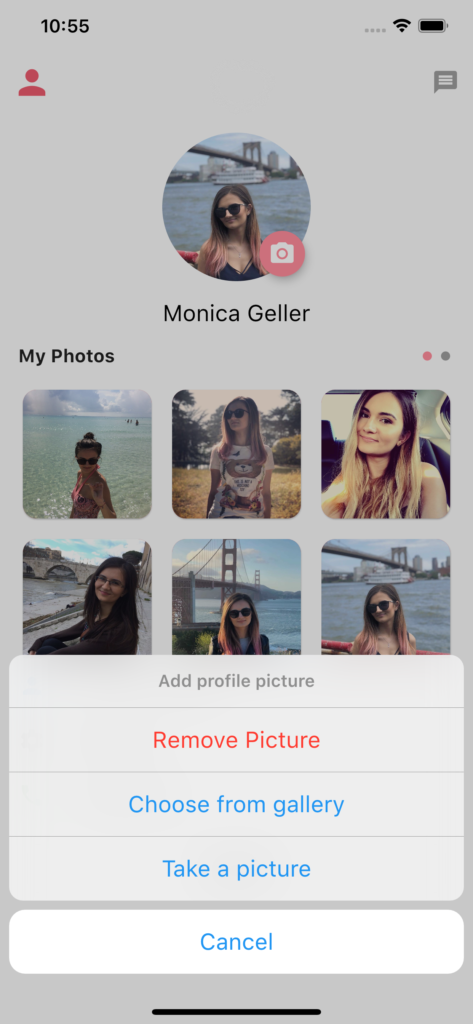 10:55
Monica Geller
My Photos
Add profile picture
Remove Picture
Choose from gallery
Take a picture
Cancel